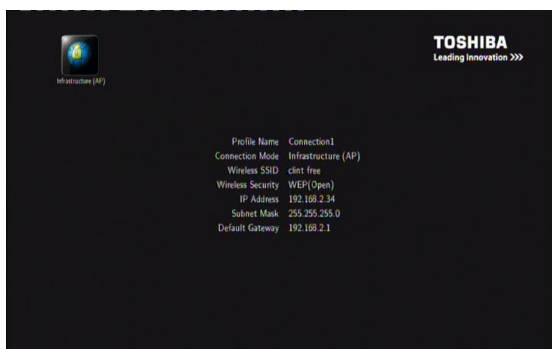 TOSHIBA
Leading Innovation >>>
Infrastructure (AP)
Profile Name Connection1
Connection Mode Infrastructure (AP)
Wireless SSID clint free
Wireless Security WEP(Open)
IP Address 192.168.2.34
Subnet Mask 255.255.255.0
Default Gateway 192.168.2.1